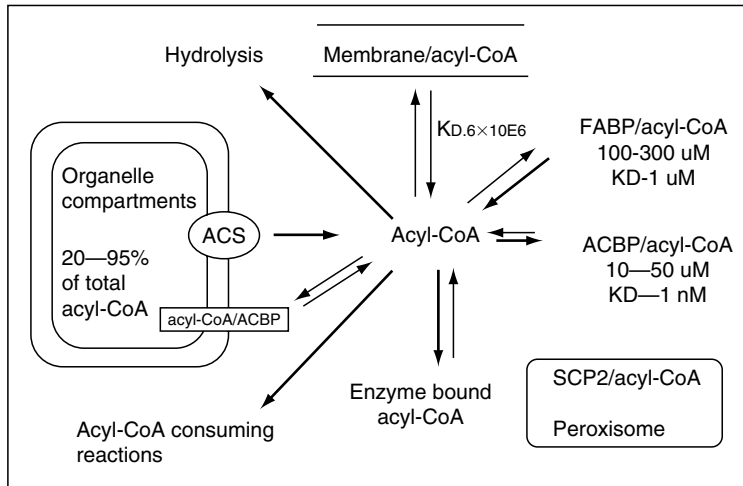 Hydrolysis
Membrane/acyl-CoA
KD.6×10E6
FABP/acyl-CoA
100-300 uM
KD-1 uM
Organelle
compartments
20—95%
of total
acyl-CoA
ACS
Acyl-CoA
ACBP/acyl-CoA
10—50 uM
KD—1 nM
acyl-CoA/ACBP
Enzyme bound
acyl-CoA
SCP2/acyl-CoA
Peroxisome
Acyl-CoA consuming
reactions